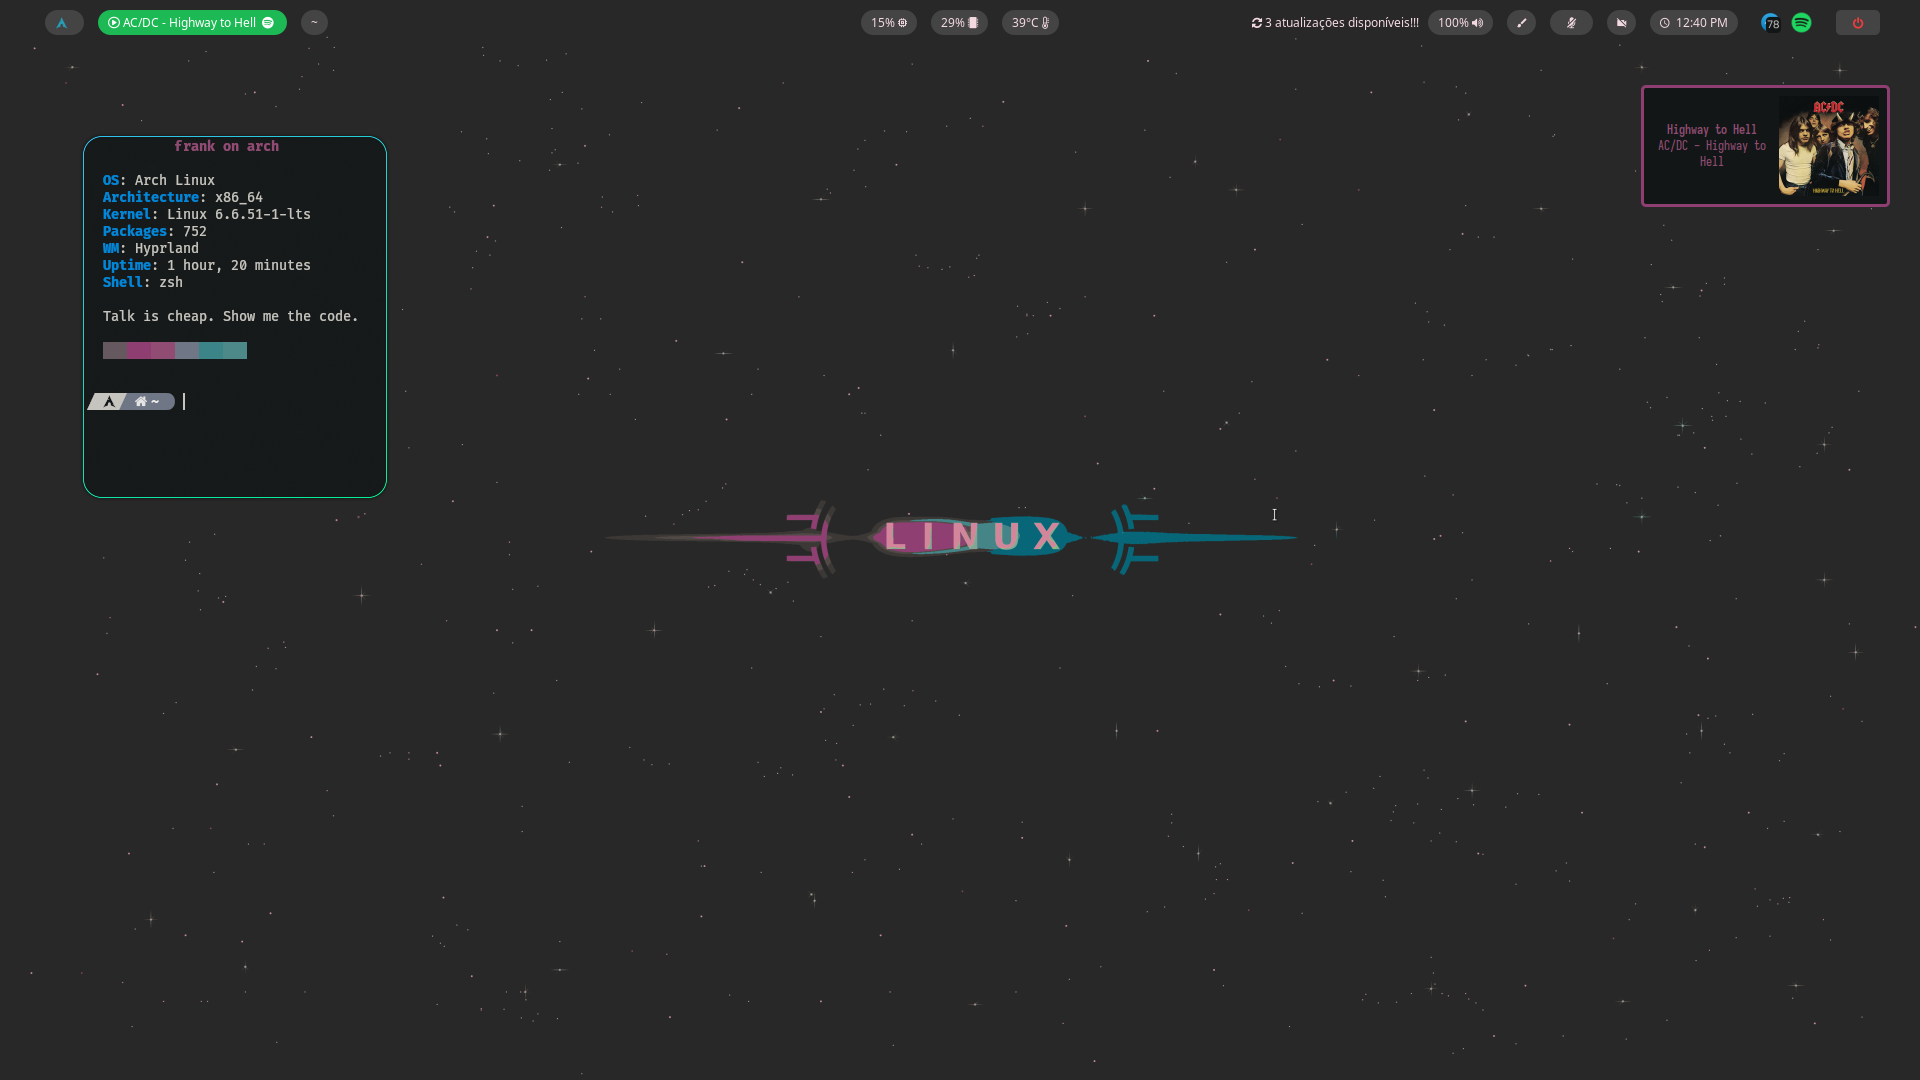 AC/DC - Highway to Hell
~
15%
29%
39°C
3 atualizações disponíveis!!!
100%
12:40 PM
78
frank on arch
OS: Arch Linux
Architecture: x86_64
Kernel: Linux 6.6.51-1-lts
Packages: 752
WM: Hyprland
Uptime: 1 hour, 20 minutes
Shell: zsh
Talk is cheap. Show me the code.
~
Highway to Hell
AC/DC - Highway to
Hell
AC/DC
HIGHWAY TO HELL
LINUX